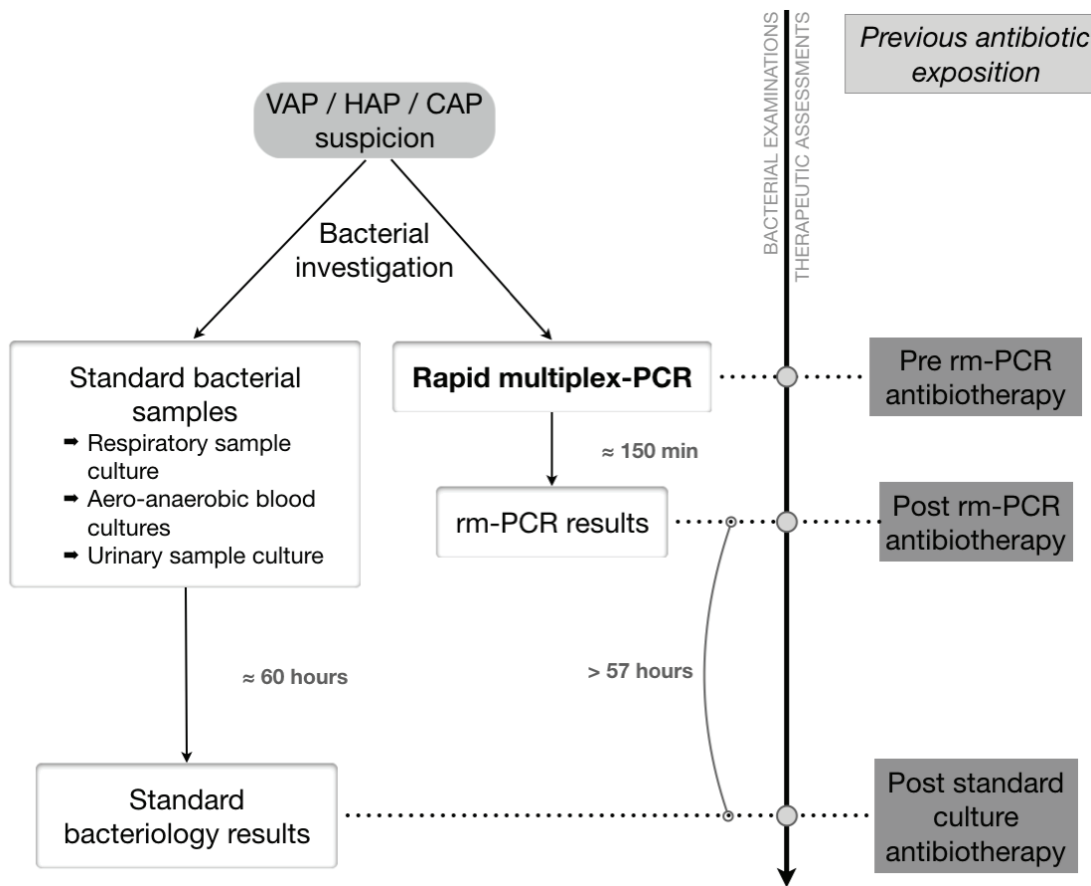 Previous antibiotic
exposition
BACTERIAL EXAMINATIONS
THERAPEUTIC ASSESSMENTS
VAP / HAP / CAP
suspicion
Bacterial
investigation
Standard bacterial
samples
➡ Respiratory sample
culture
➡ Aero-anaerobic blood
cultures
➡ Urinary sample culture
Rapid multiplex-PCR
Pre rm-PCR
antibiotherapy
≈ 150 min
rm-PCR results
Post rm-PCR
antibiotherapy
≈ 60 hours
> 57 hours
Standard
bacteriology results
Post standard
culture
antibiotherapy